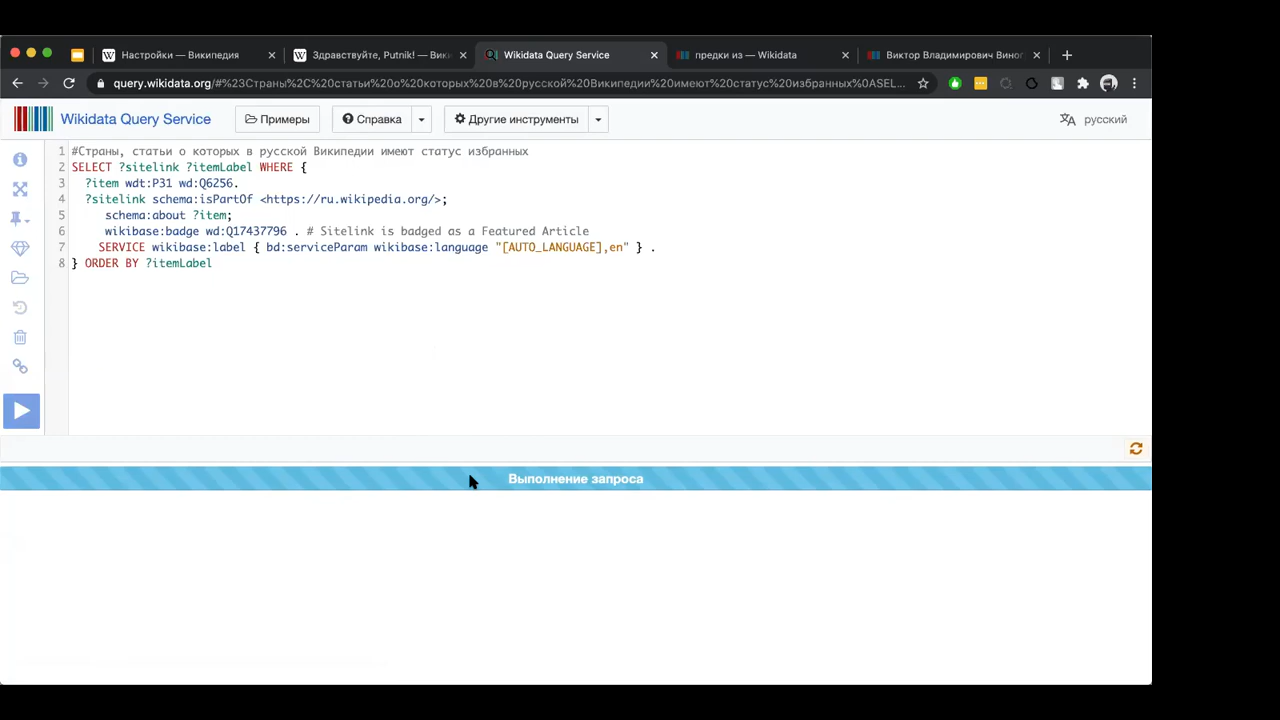 Настройки — Википедия
Здравствуйте, Putnik! — Вики
Wikidata Query Service
предки из — Wikidata
Виктор Владимирович Виног
query.wikidata.org/#%23Страны%2C%20статьи%20о%20которых%20в%20русской%20Википедии%20имеют%20статус%20избранных%0ASEL...
Wikidata Query Service
Примеры
Справка
Другие инструменты
русский
1 #Страны, статьи о которых в русской Википедии имеют статус избранных
2 SELECT ?sitelink ?itemLabel WHERE {
3 ?item wdt:P31 wd:Q6256.
4 ?sitelink schema:isPartOf <https://ru.wikipedia.org/>;
5 schema:about ?item;
6 wikibase:badge wd:Q17437796 . # Sitelink is badged as a Featured Article
7 SERVICE wikibase:label { bd:serviceParam wikibase:language "[AUTO_LANGUAGE],en" } .
8 } ORDER BY ?itemLabel
Выполнение запроса